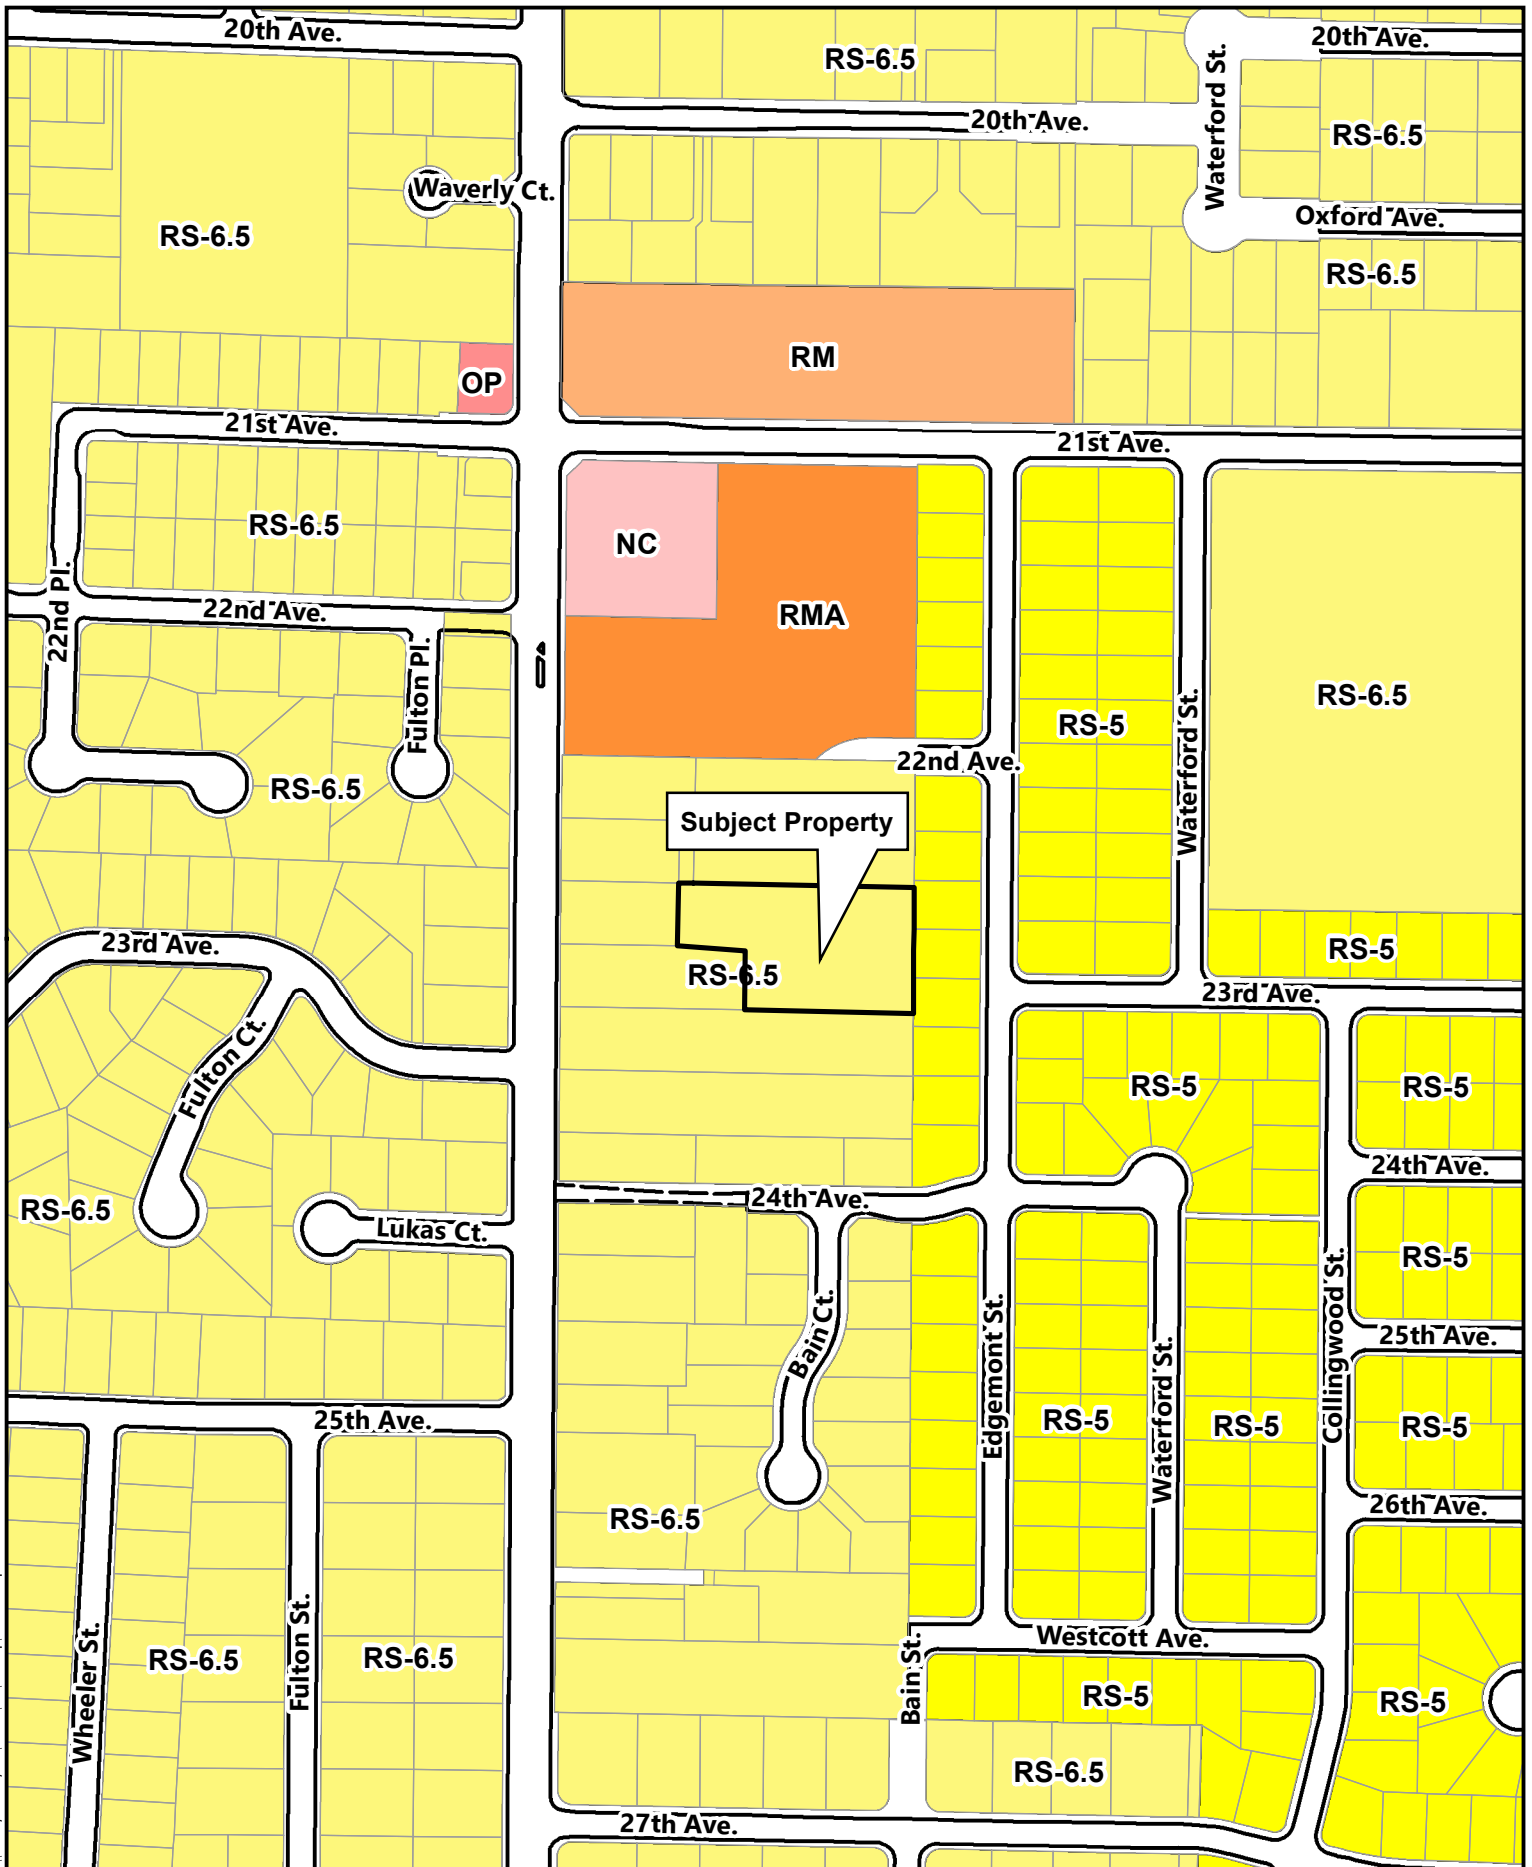 20th Ave.
RS-6.5
20th Ave.
20th Ave.
Waterford St.
RS-6.5
Waverly Ct.
RS-6.5
Oxford Ave.
RS-6.5
RM
OP
21st Ave.
21st Ave.
RS-6.5
NC
RMA
22nd Pl.
22nd Ave.
Fulton Pl.
RS-6.5
RS-5
Waterford St.
22nd Ave.
RS-6.5
Subject Property
23rd Ave.
RS-5
RS-6.5
23rd Ave.
Fulton Ct.
RS-5
RS-5
24th Ave.
RS-6.5
24th Ave.
Lukas Ct.
RS-5
Collingwood St.
Bain Ct.
Edgemont St.
25th Ave.
Waterford St.
25th Ave.
RS-5
RS-5
RS-5
26th Ave.
RS-6.5
Westcott Ave.
Wheeler St.
RS-6.5
Fulton St.
RS-6.5
Bain St.
RS-5
RS-5
RS-6.5
27th Ave.